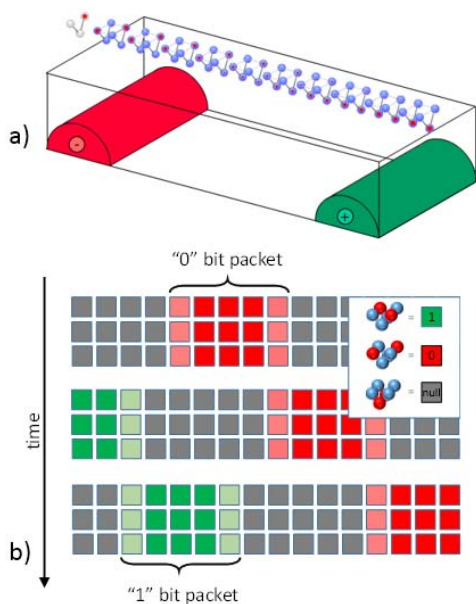 a)
-
+
"0" bit packet
= 1
= 0
= null
time
b)
"1" bit packet